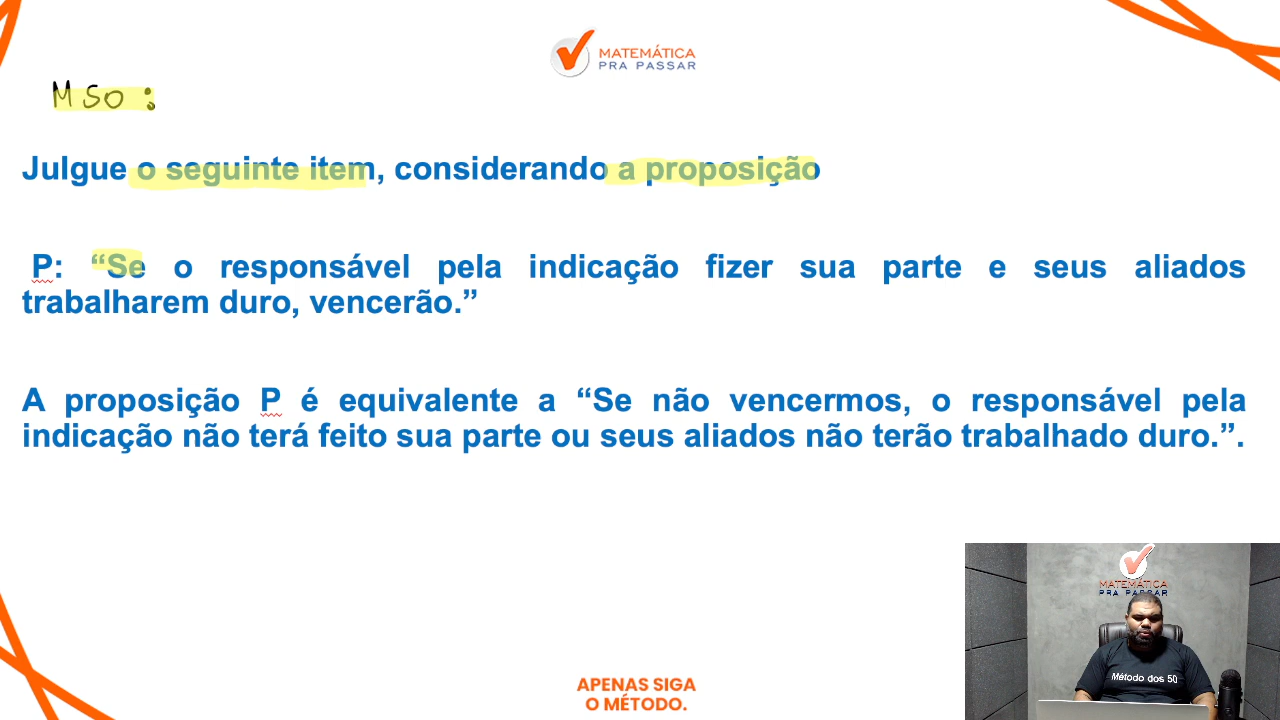 MATEMÁTICA
PRA PASSAR
M50:
Julgue o seguinte item, considerando a proposição
P: “Se o responsável pela indicação fizer sua parte e seus aliados
trabalharem duro, vencerão.”
A proposição P é equivalente a “Se não vencermos, o responsável pela
indicação não terá feito sua parte ou seus aliados não terão trabalhado duro.”.
MATEMÁTICA
PRA PASSAR
Método dos 50
APENAS SIGA
O MÉTODO.